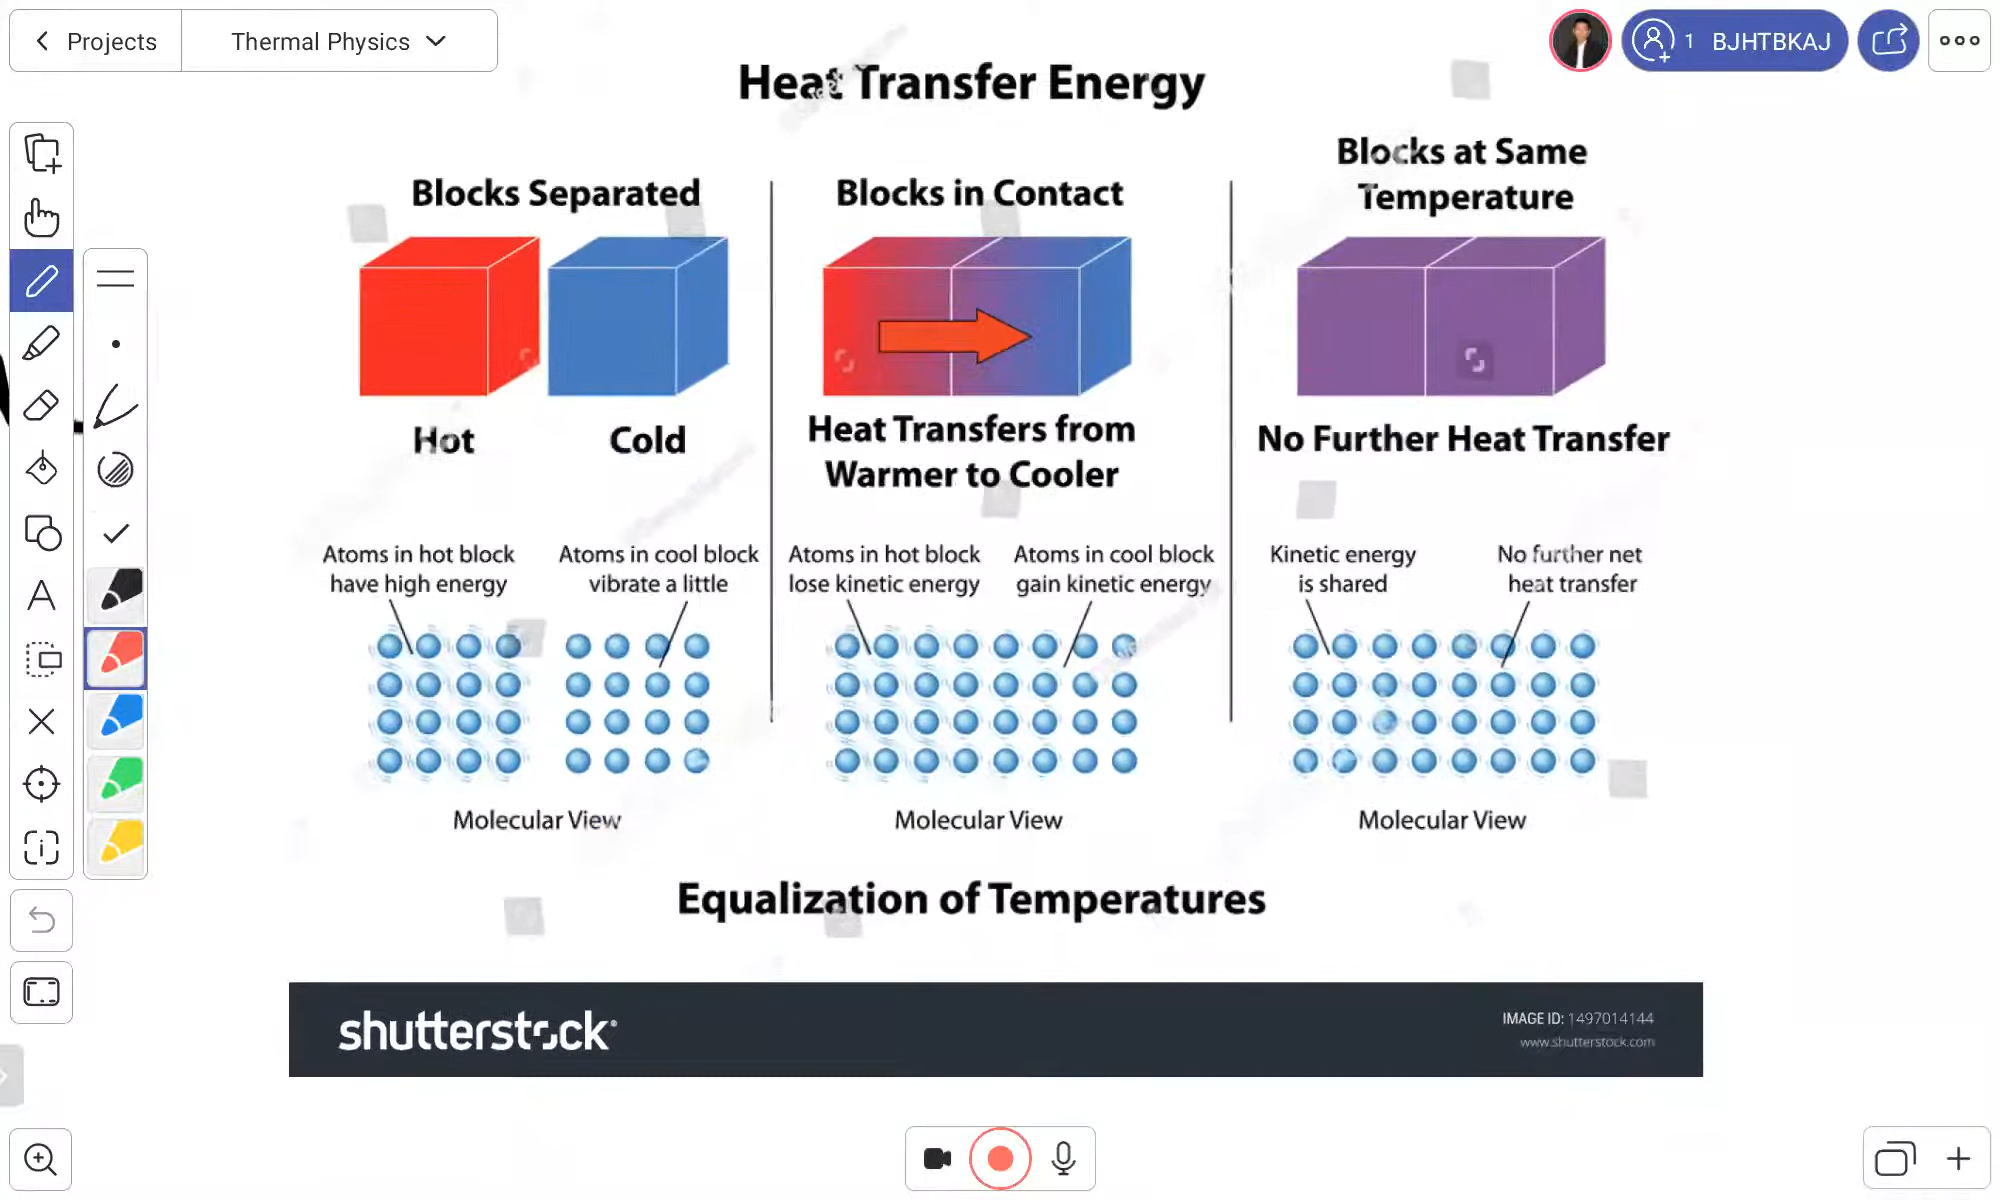 Projects
Thermal Physics
1 BJHTBKAJ
Heat Transfer Energy
Blocks Separated
Hot
Cold
Atoms in hot block
have high energy
Atoms in cool block
vibrate a little
Molecular View
Blocks in Contact
Heat Transfers from
Warmer to Cooler
Atoms in hot block
lose kinetic energy
Atoms in cool block
gain kinetic energy
Molecular View
Blocks at Same
Temperature
No Further Heat Transfer
Kinetic energy
is shared
No further net
heat transfer
Molecular View
Equalization of Temperatures
shutterstock
IMAGE ID: 1497014144
www.shutterstock.com